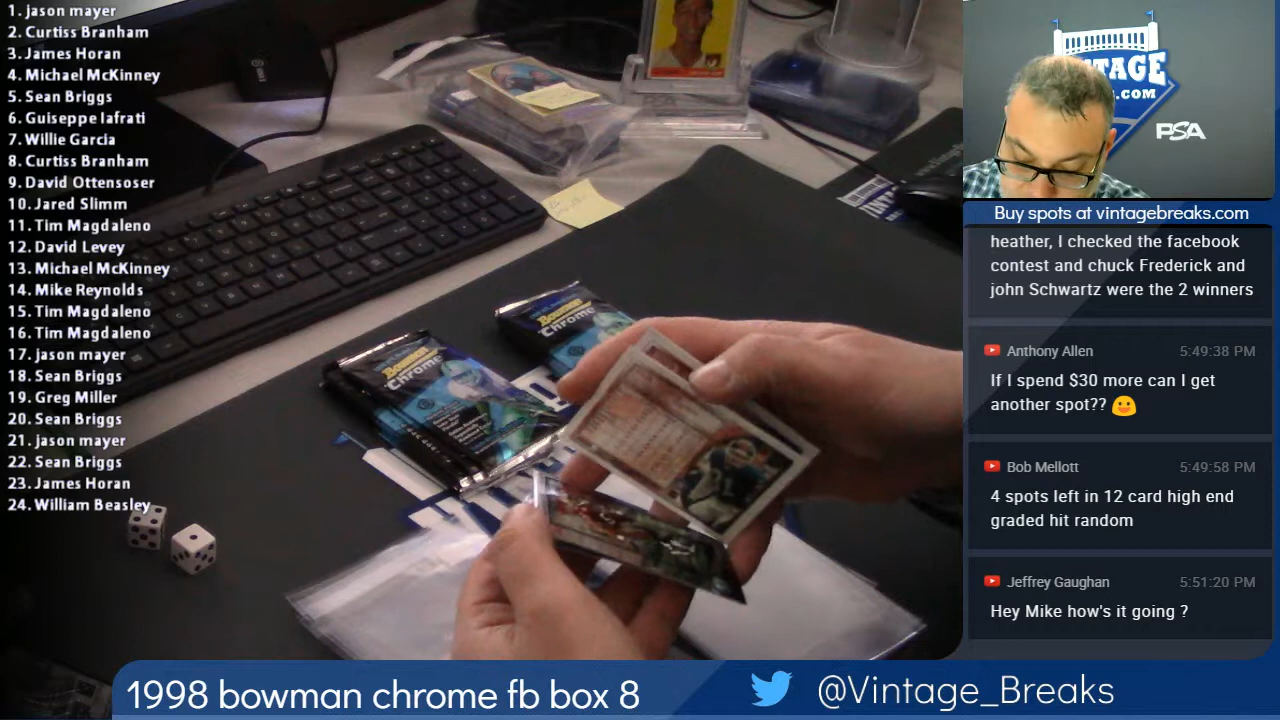 1. jason mayer
2. Curtiss Branham
3. James Horan
4. Michael McKinney
5. Sean Briggs
6. Guiseppe Iafrati
7. Willie Garcia
8. Curtiss Branham
9. David Ottensoser
10. Jared Slimm
11. Tim Magdaleno
12. David Levey
13. Michael McKinney
14. Mike Reynolds
15. Tim Magdaleno
16. Tim Magdaleno
17. jason mayer
18. Sean Briggs
19. Greg Miller
20. Sean Briggs
21. jason mayer
22. Sean Briggs
23. James Horan
24. William Beasley
Bowman
Chrome
Bowman
Chrome
TAGE
.COM
PSA
Buy spots at vintagebreaks.com
heather, I checked the facebook
contest and chuck Frederick and
john Schwartz were the 2 winners
Anthony Allen 5:49:38 PM
If I spend $30 more can I get
another spot??
Bob Mellott 5:49:58 PM
4 spots left in 12 card high end
graded hit random
Jeffrey Gaughan 5:51:20 PM
Hey Mike how's it going ?
1998 bowman chrome fb box 8
@Vintage_Breaks